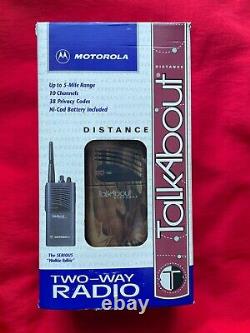 MOTOROLA
Up to 5-Mile Range
10 Channels
38 Privacy Codes
Ni-Cad Battery Included
DISTANCE
TalkAbout
The SERIOUS
"Walkie Talkie"
TWO-WAY
RADIO
DISTANCE
TalkAbout